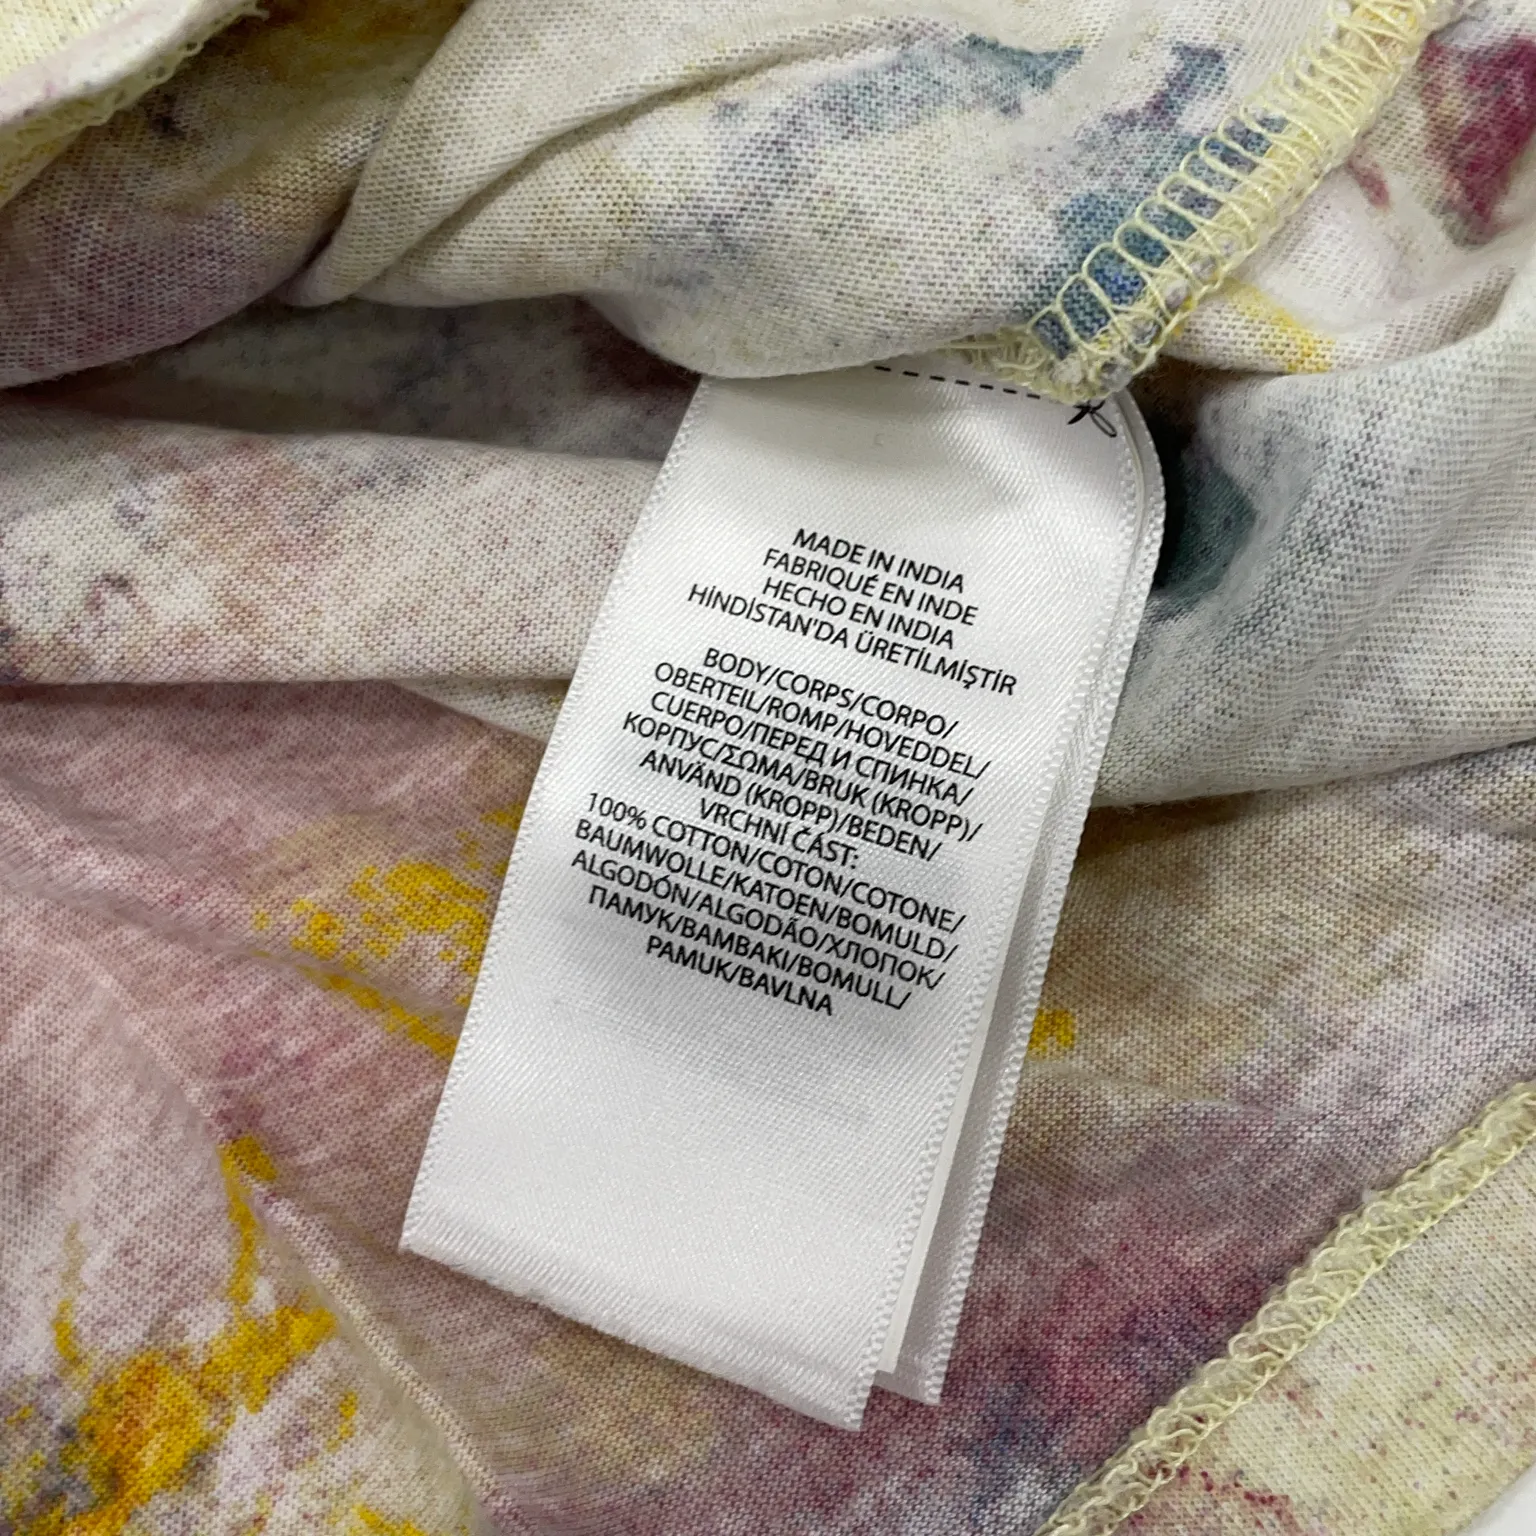 MADE IN INDIA
FABRIQUÉ EN INDE
HECHO EN INDIA
HİNDİSTAN'DA ÜRETİLMİŞTİR
BODY/CORPS/CORPO/
OBERTEIL/ROMP/HOVEDDEL/
CUERPO/ПЕРЕД И СПИНКА/
КОРПУС/ΣΩΜΑ/BRUK (KROPP)/
ANVÄND (KROPP)/BEDEN/
VRCHNÍ ČÁST:
100% COTTON/COTON/COTONE/
BAUMWOLLE/KATOEN/BOMULD/
ALGODÓN/ALGODÃO/ХЛОПОК/
ПАМУК/ΒΑΜΒΑΚΙ/BOMULL/
PAMUK/BAVLNA